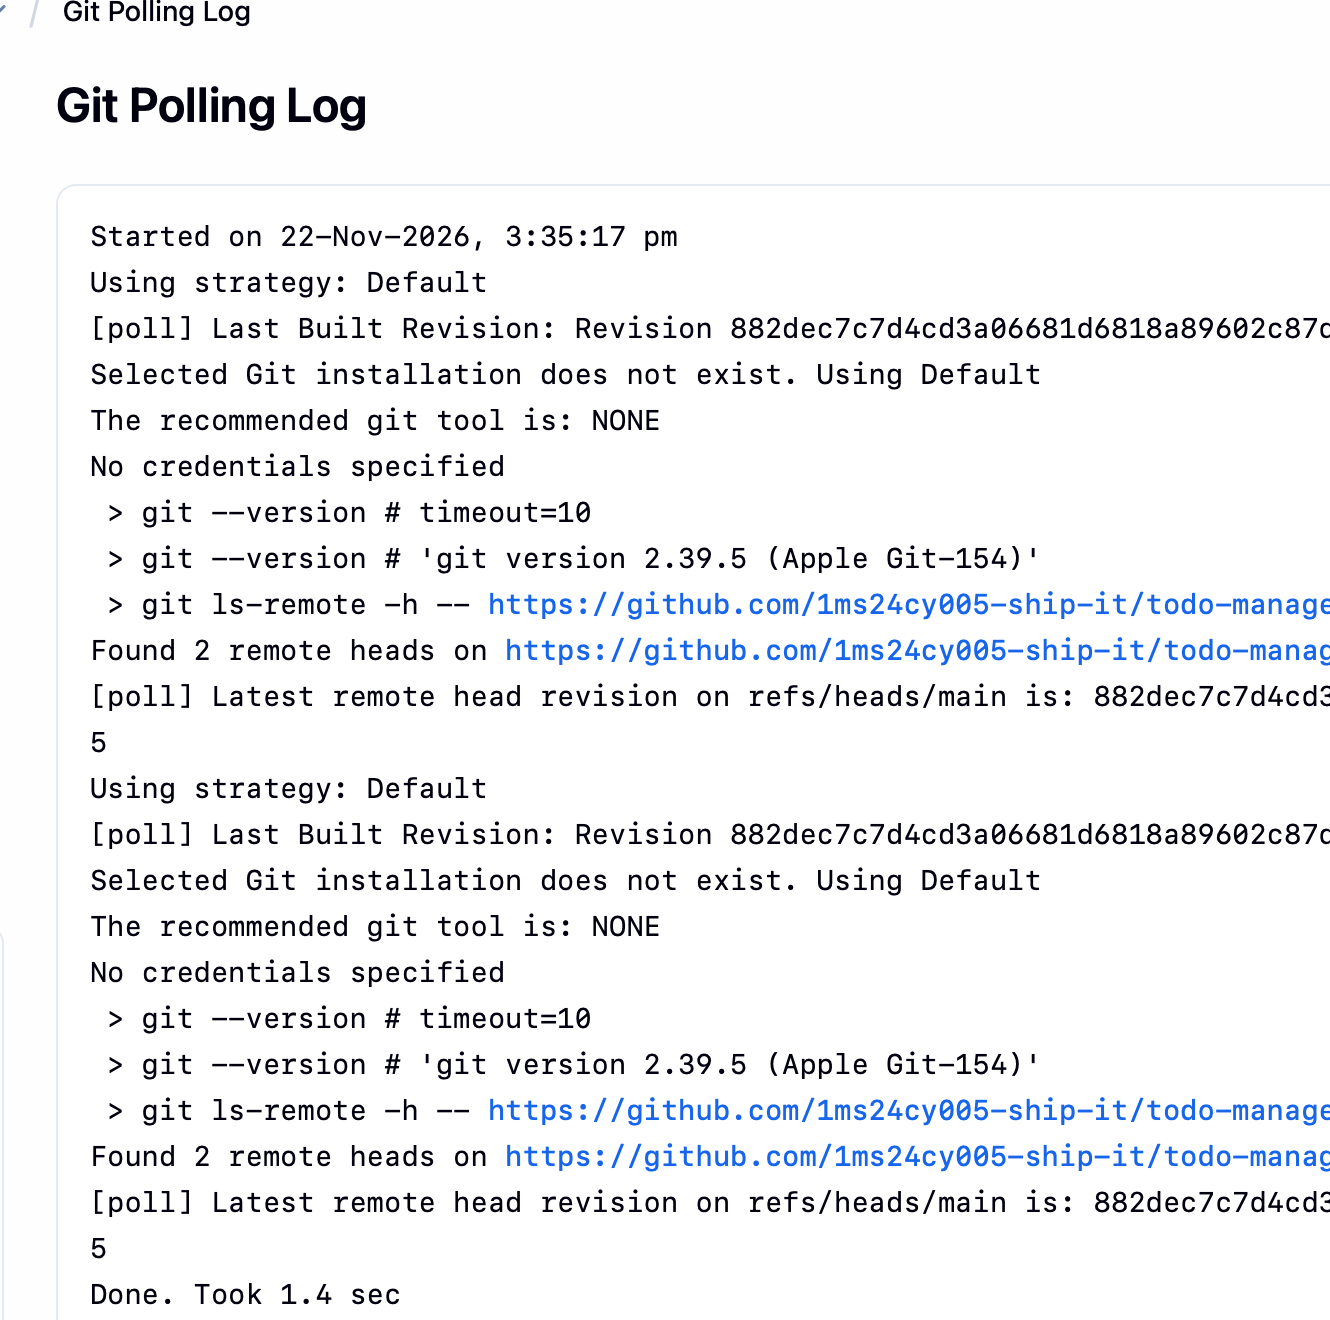 / Git Polling Log
Git Polling Log
Started on 22-Nov-2026, 3:35:17 pm
Using strategy: Default
[poll] Last Built Revision: Revision 882dec7c7d4cd3a06681d6818a89602c87c
Selected Git installation does not exist. Using Default
The recommended git tool is: NONE
No credentials specified
 > git --version # timeout=10
 > git --version # 'git version 2.39.5 (Apple Git-154)'
 > git ls-remote -h -- https://github.com/1ms24cy005-ship-it/todo-manage
Found 2 remote heads on https://github.com/1ms24cy005-ship-it/todo-manag
[poll] Latest remote head revision on refs/heads/main is: 882dec7c7d4cd3
5
Using strategy: Default
[poll] Last Built Revision: Revision 882dec7c7d4cd3a06681d6818a89602c87c
Selected Git installation does not exist. Using Default
The recommended git tool is: NONE
No credentials specified
 > git --version # timeout=10
 > git --version # 'git version 2.39.5 (Apple Git-154)'
 > git ls-remote -h -- https://github.com/1ms24cy005-ship-it/todo-manage
Found 2 remote heads on https://github.com/1ms24cy005-ship-it/todo-manag
[poll] Latest remote head revision on refs/heads/main is: 882dec7c7d4cd3
5
Done. Took 1.4 sec